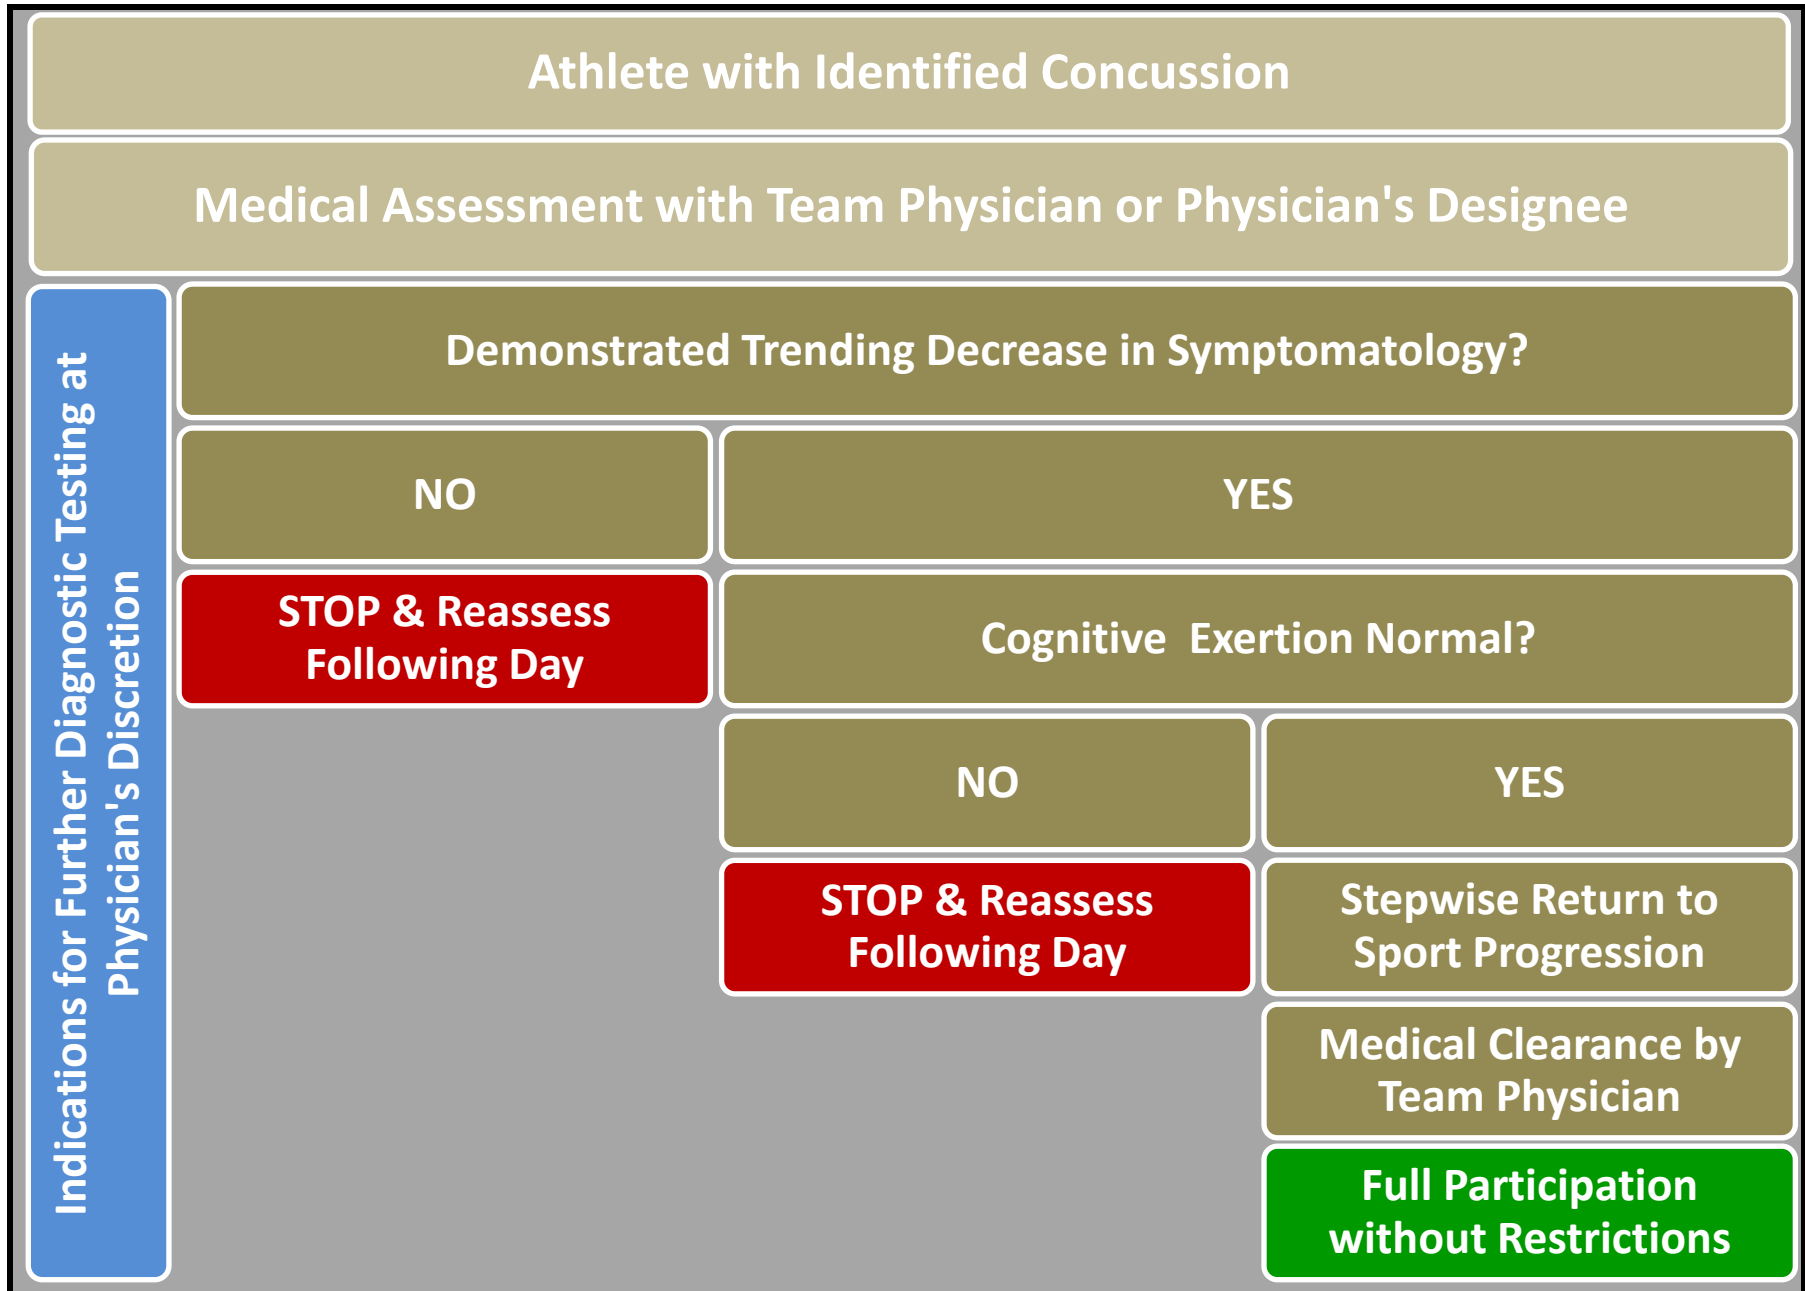 Athlete with Identified Concussion
Medical Assessment with Team Physician or Physician's Designee
Indications for Further Diagnostic Testing at
Physician's Discretion
Demonstrated Trending Decrease in Symptomatology?
NO
YES
STOP & Reassess
Following Day
Cognitive  Exertion Normal?
NO
YES
STOP & Reassess
Following Day
Stepwise Return to
Sport Progression
Medical Clearance by
Team Physician
Full Participation
without Restrictions